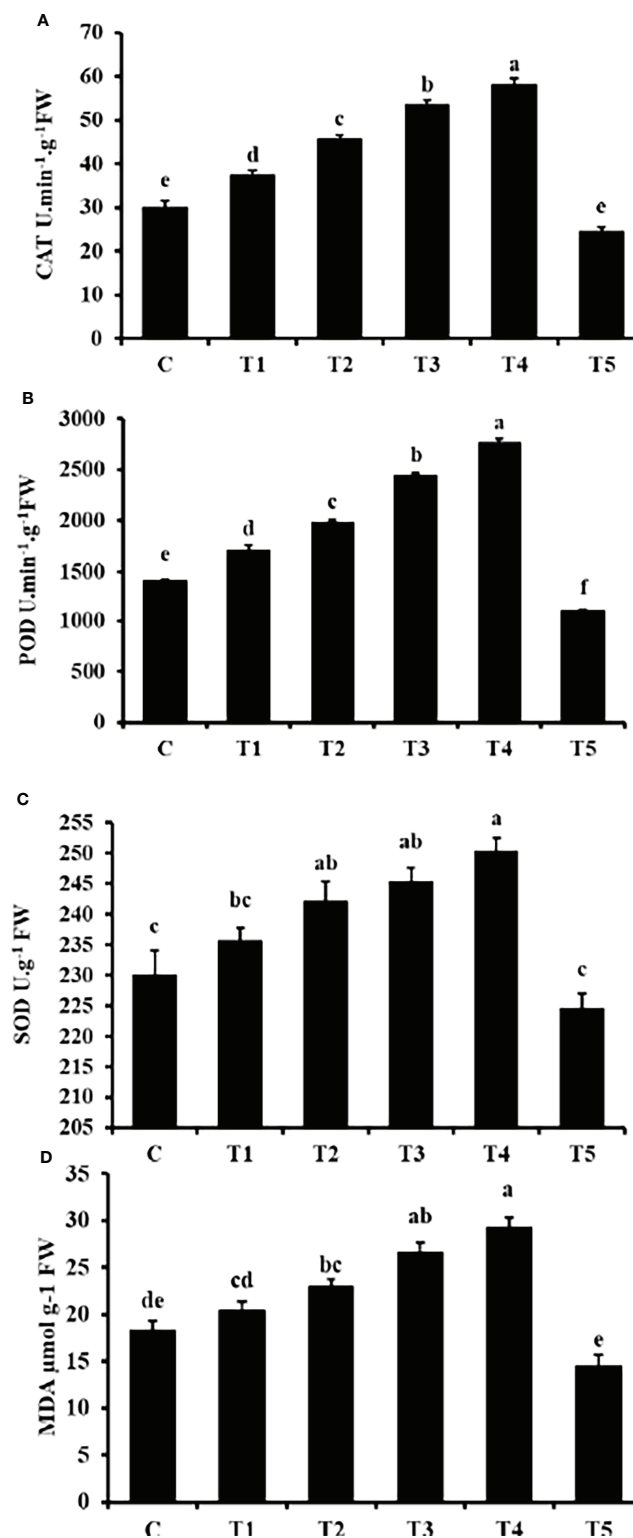 A
70
a
60
b
50
c
d
40
e
e
30
20
10
0
CAT U.min⁻¹.g⁻¹FW
C T1 T2 T3 T4 T5
B
3000
a
2500
b
c
2000
d
e
1500
f
1000
500
0
POD U.min⁻¹.g⁻¹FW
C T1 T2 T3 T4 T5
C
255
a
250
ab
ab
245
240
bc
235
c
230
c
225
220
215
210
205
SOD U.g⁻¹ FW
C T1 T2 T3 T4 T5
D
35
a
30
ab
bc
25
cd
de
20
e
15
10
5
0
MDA µmol g-1 FW
C T1 T2 T3 T4 T5